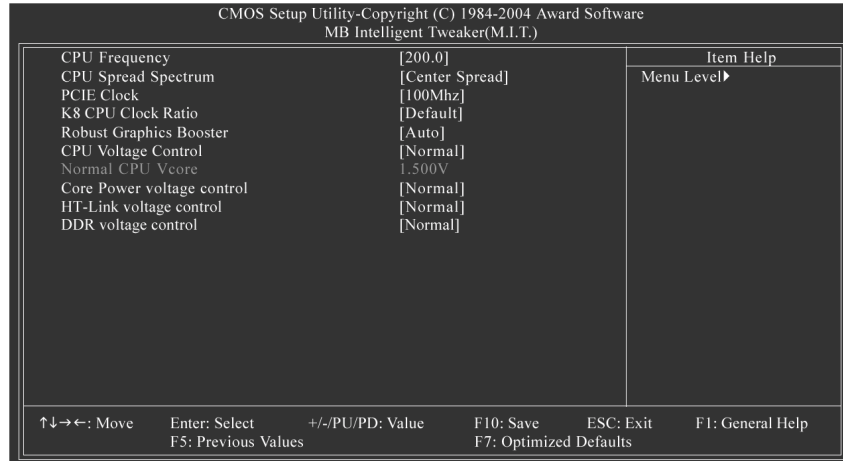 CMOS Setup Utility-Copyright (C) 1984-2004 Award Software
MB Intelligent Tweaker(M.I.T.)
CPU Frequency [200.0]
CPU Spread Spectrum [Center Spread]
PCIE Clock [100Mhz]
K8 CPU Clock Ratio [Default]
Robust Graphics Booster [Auto]
CPU Voltage Control [Normal]
Normal CPU Vcore 1.500V
Core Power voltage control [Normal]
HT-Link voltage control [Normal]
DDR voltage control [Normal]
Item Help
Menu Level▶
↑↓→←: Move Enter: Select +/-/PU/PD: Value F10: Save ESC: Exit F1: General Help
F5: Previous Values F7: Optimized Defaults